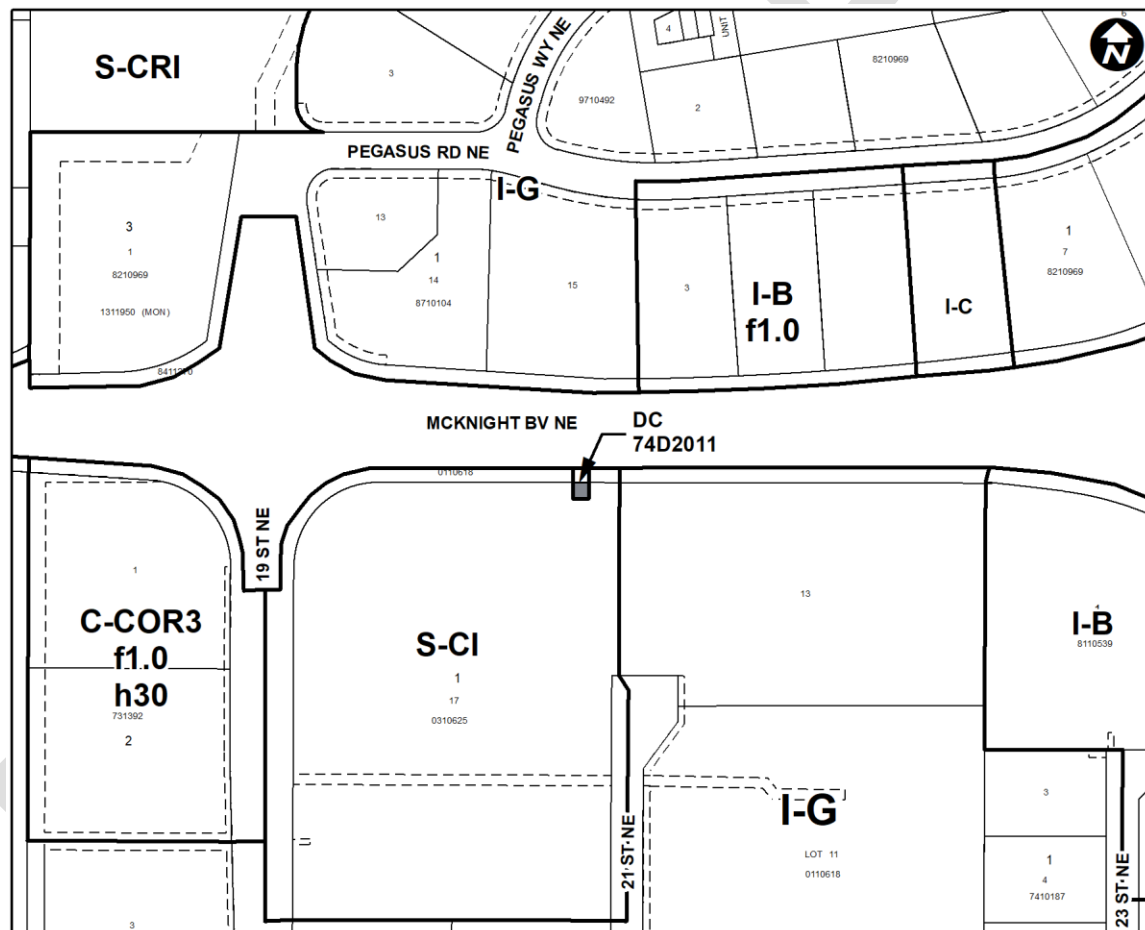 S-CRI
3
PEGASUS WY NE
4
UNIT
8210969
N
9710492
2
PEGASUS RD NE
I-G
3
1
8210969
1311950 (MON)
8411270
13
1
14
8710104
15
3
I-B
f1.0
I-C
1
7
8210969
MCKNIGHT BV NE
DC
74D2011
0110618
19 ST NE
1
C-COR3
f1.0
h30
731392
2
S-CI
1
17
0310625
13
4
I-B
8110539
I-G
LOT 11
0110618
21 ST NE
3
1
4
7410187
23 ST NE
3